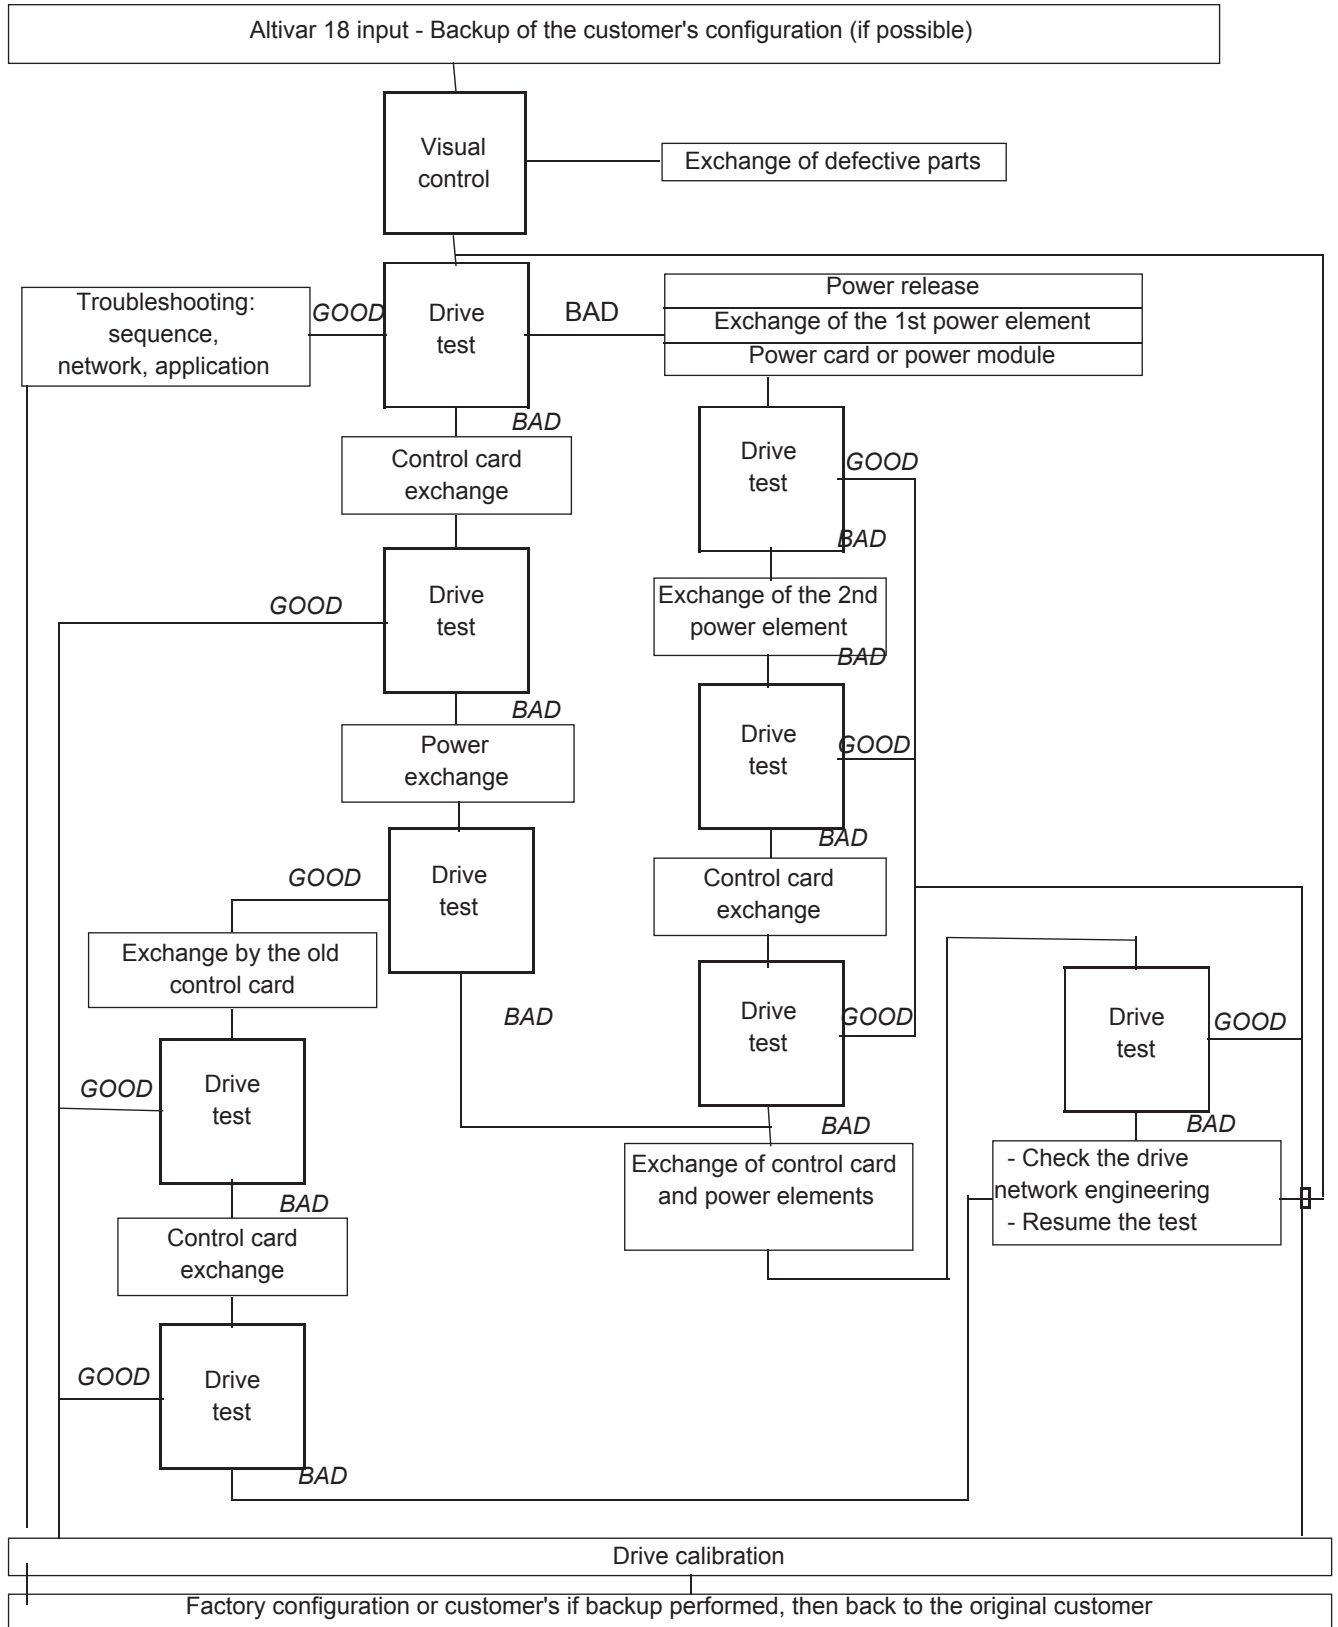 Altivar 18 input - Backup of the customer's configuration (if possible)
Visual
control
Exchange of defective parts
Troubleshooting:
sequence,
network, application
GOOD
Drive
test
BAD
Power release
Exchange of the 1st power element
Power card or power module
BAD
Control card
exchange
Drive
test
GOOD
BAD
GOOD
Drive
test
Exchange of the 2nd
power element
BAD
BAD
Power
exchange
Drive
test
GOOD
BAD
GOOD
Drive
test
Control card
exchange
Exchange by the old
control card
BAD
Drive
test
GOOD
Drive
test
GOOD
GOOD
Drive
test
BAD
BAD
Exchange of control card
and power elements
- Check the drive
network engineering
- Resume the test
BAD
Control card
exchange
GOOD
Drive
test
BAD
Drive calibration
Factory configuration or customer's if backup performed, then back to the original customer